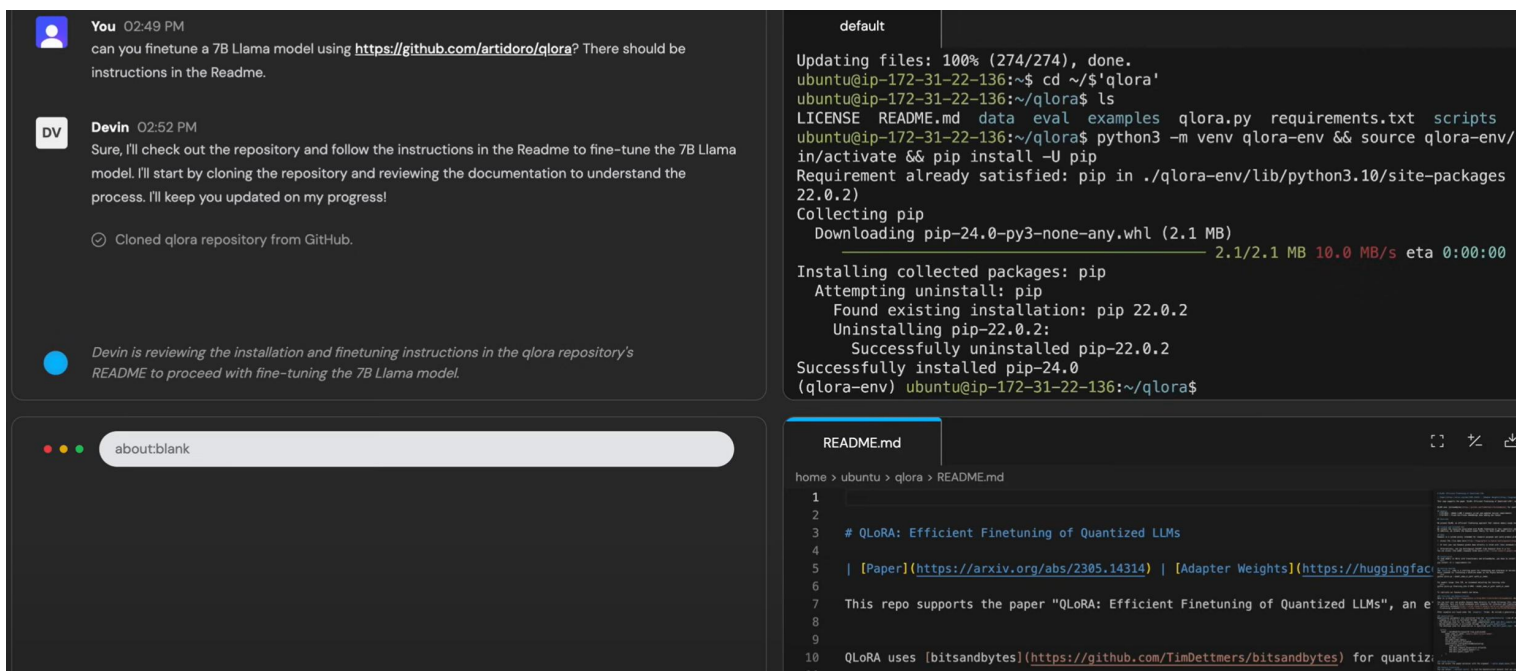 You 02:49 PM
can you finetune a 7B Llama model using https://github.com/artidoro/qlora? There should be
instructions in the Readme.
DV
Devin 02:52 PM
Sure, I'll check out the repository and follow the instructions in the Readme to fine-tune the 7B Llama
model. I'll start by cloning the repository and reviewing the documentation to understand the
process. I'll keep you updated on my progress!
Cloned qlora repository from GitHub.
Devin is reviewing the installation and finetuning instructions in the qlora repository's
README to proceed with fine-tuning the 7B Llama model.
default
Updating files: 100% (274/274), done.
ubuntu@ip-172-31-22-136:~$ cd ~/$'qlora'
ubuntu@ip-172-31-22-136:~/qlora$ ls
LICENSE README.md data eval examples qlora.py requirements.txt scripts
ubuntu@ip-172-31-22-136:~/qlora$ python3 -m venv qlora-env && source qlora-env/
in/activate && pip install -U pip
Requirement already satisfied: pip in ./qlora-env/lib/python3.10/site-packages
22.0.2)
Collecting pip
Downloading pip-24.0-py3-none-any.whl (2.1 MB)
2.1/2.1 MB 10.0 MB/s eta 0:00:00
Installing collected packages: pip
Attempting uninstall: pip
Found existing installation: pip 22.0.2
Uninstalling pip-22.0.2:
Successfully uninstalled pip-22.0.2
Successfully installed pip-24.0
(qlora-env) ubuntu@ip-172-31-22-136:~/qlora$
about:blank
README.md
home > ubuntu > qlora > README.md
1
2
3 # QLoRA: Efficient Finetuning of Quantized LLMs
4
5 | [Paper](https://arxiv.org/abs/2305.14314) | [Adapter Weights](https://huggingfac
6
7 This repo supports the paper "QLoRA: Efficient Finetuning of Quantized LLMs", an e
8
9
10 QLoRA uses [bitsandbytes](https://github.com/TimDettmers/bitsandbytes) for quantiz